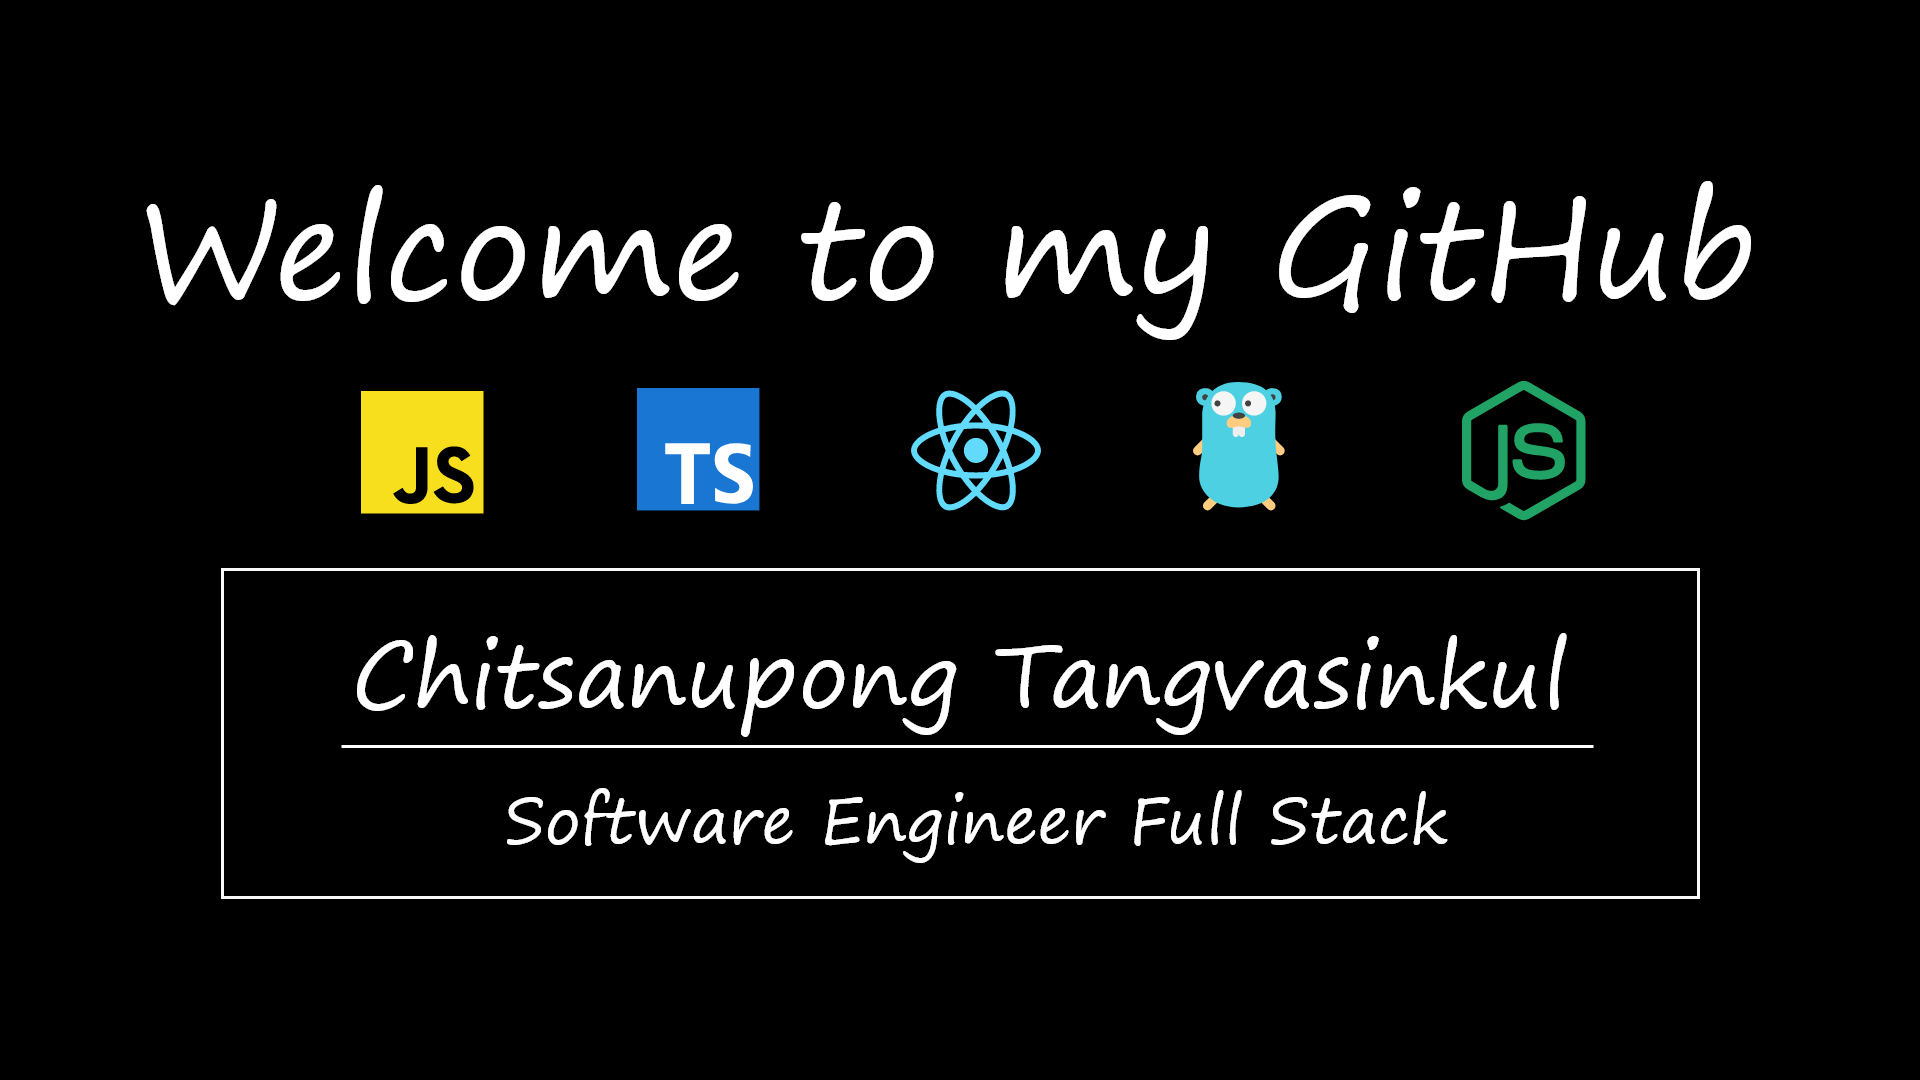 Welcome to my GitHub
JS TS JS
Chitsanupong Tangvasinkul
Software Engineer Full Stack